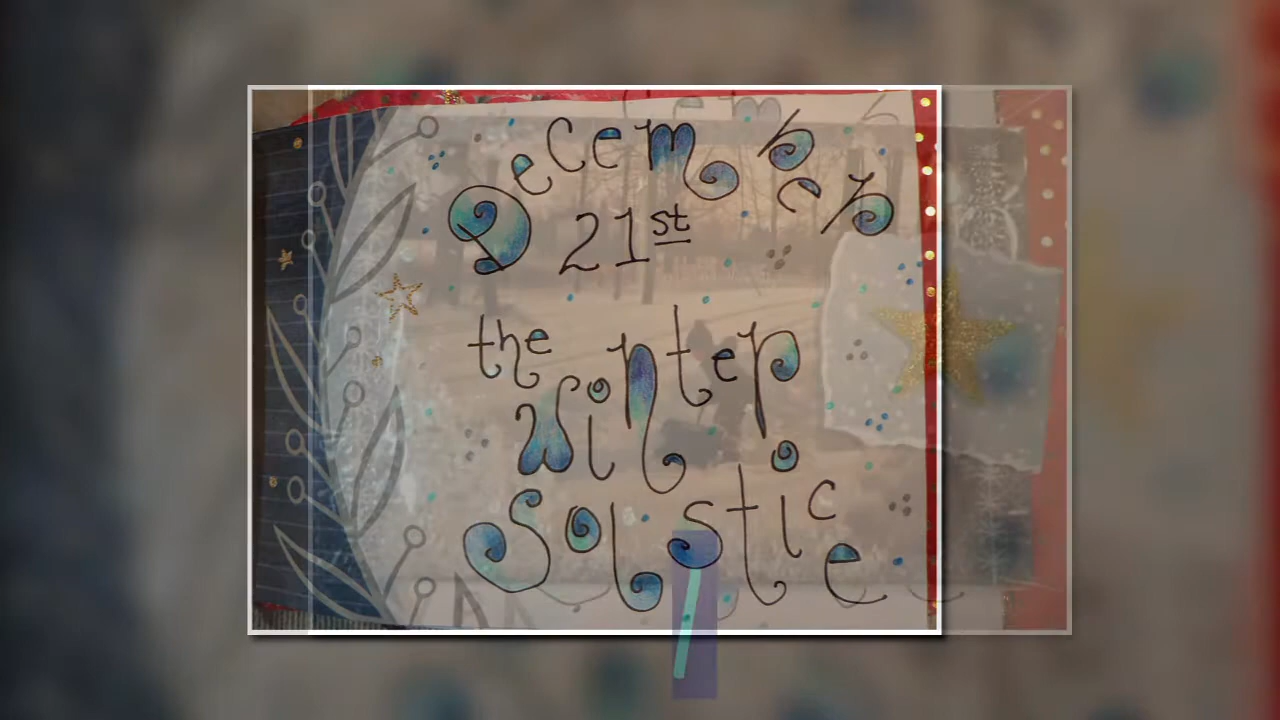 December
21st
the
Winter
Solstice